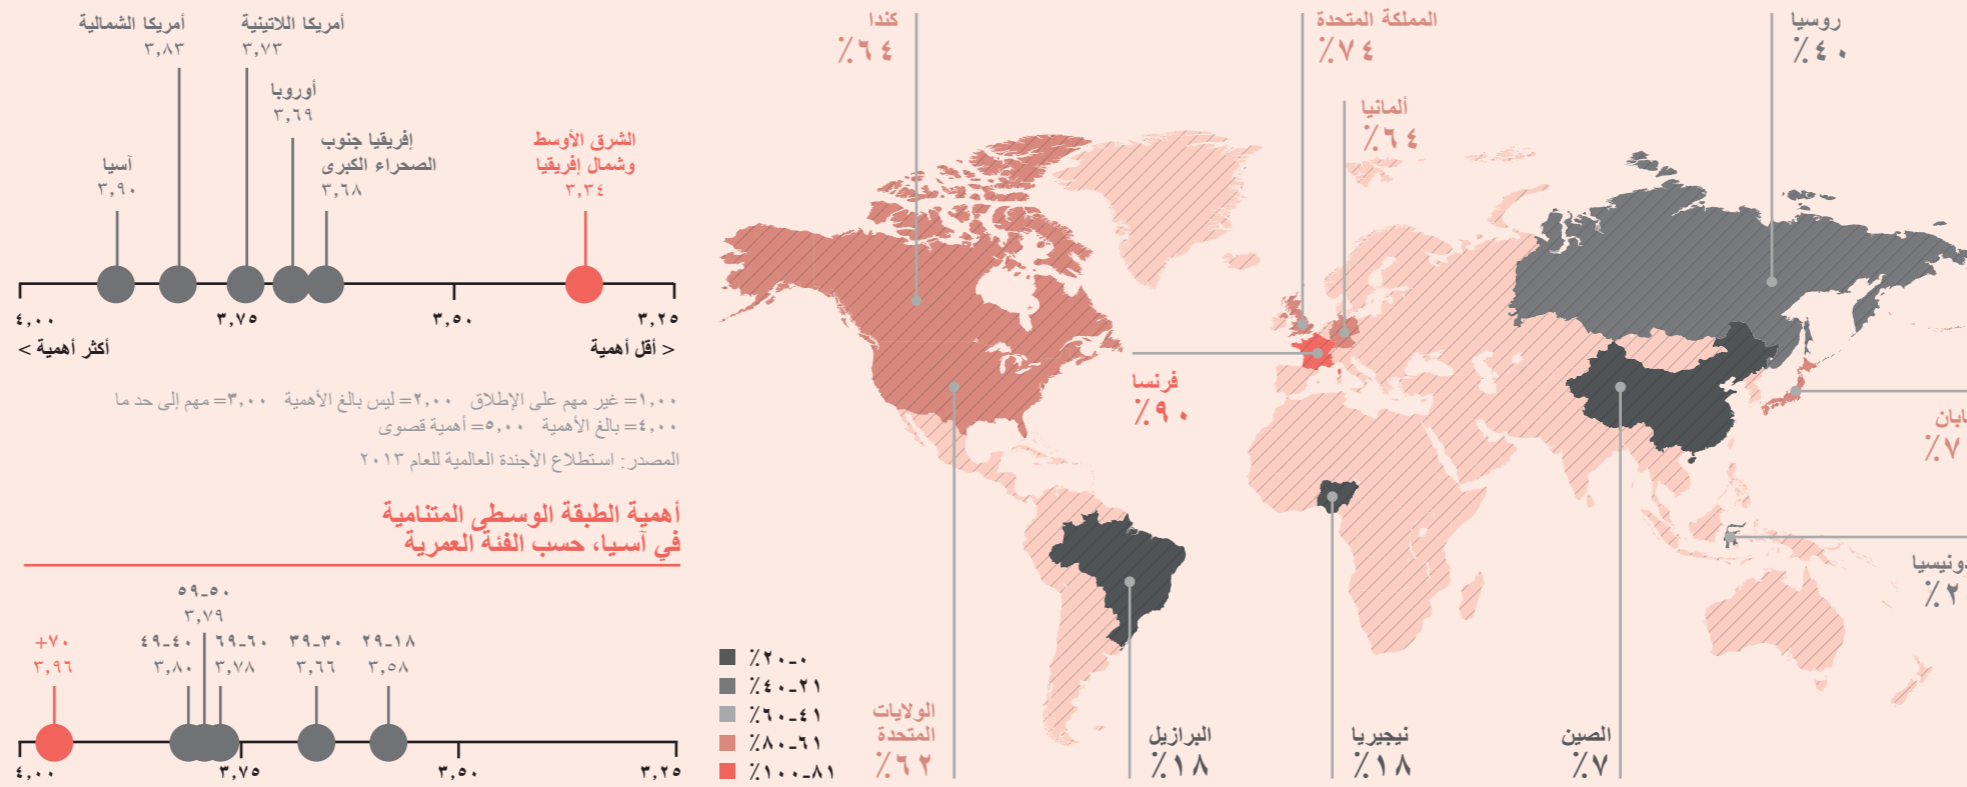 روسيا
٪٤٠
المملكة المتحدة
٪٧٤
ألمانيا
٪٦٤
كندا
٪٦٤
فرنسا
٪٩٠
٪٧
٪٢
الصين
٪٧
نيجيريا
٪١٨
البرازيل
٪١٨
الولايات
المتحدة
٪٦٢
٪٢٠-٠
٪٤٠-٢١
٪٦٠-٤١
٪٨٠-٦١
٪١٠٠-٨١
أمريكا اللاتينية
٣,٧٣
أمريكا الشمالية
٣,٨٣
أوروبا
٣,٦٩
إفريقيا جنوب
الصحراء الكبرى
٣,٦٨
الشرق الأوسط
وشمال إفريقيا
٣,٣٤
آسيا
٣,٩٠
٤,٠٠ ٣,٧٥ ٣,٥٠ ٣,٢٥
< أقل أهمية
أكثر أهمية >
١,٠٠= غير مهم على الإطلاق ٢,٠٠= ليس بالغ الأهمية ٣,٠٠= مهم إلى حد ما
٤,٠٠= بالغ الأهمية ٥,٠٠= أهمية قصوى
المصدر: استطلاع الأجندة العالمية للعام ٢٠١٣
أهمية الطبقة الوسطى المتنامية
في آسيا، حسب الفئة العمرية
٥٩-٥٠
٣,٧٩
+٧٠
٣,٩٦
٤٩-٤٠
٣,٨٠
٦٩-٦٠
٣,٧٨
٣٩-٣٠
٣,٦٦
٢٩-١٨
٣,٥٨
٤,٠٠ ٣,٧٥ ٣,٥٠ ٣,٢٥